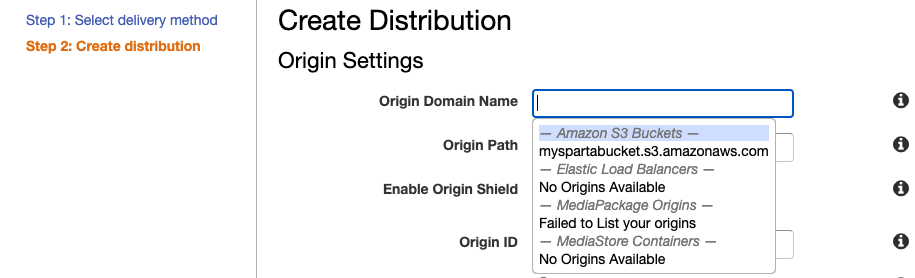 Step 1: Select delivery method
Step 2: Create distribution
Create Distribution
Origin Settings
Origin Domain Name
— Amazon S3 Buckets —
myspartabucket.s3.amazonaws.com
— Elastic Load Balancers —
No Origins Available
— MediaPackage Origins —
Failed to List your origins
— MediaStore Containers —
No Origins Available
Origin Path
Enable Origin Shield
Origin ID